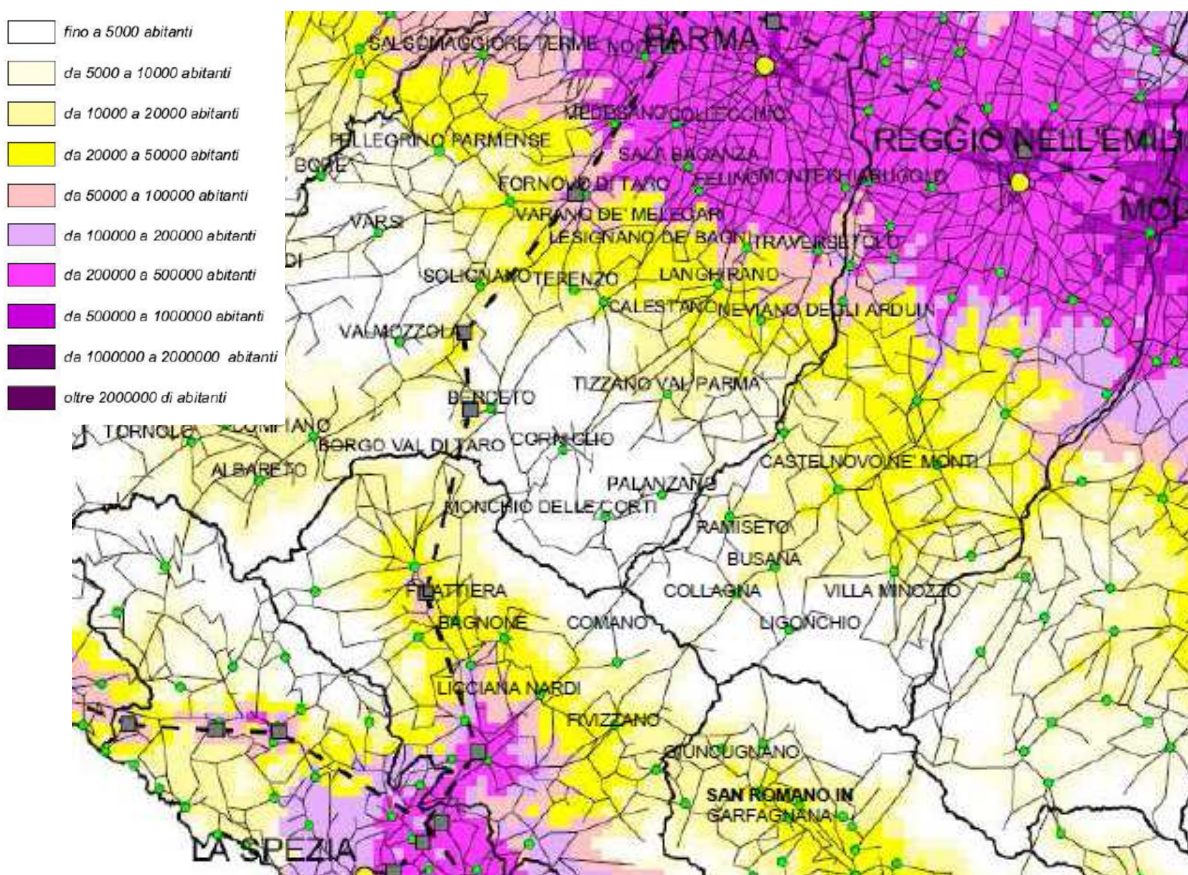 fino a 5000 abitanti
da 5000 a 10000 abitanti
da 10000 a 20000 abitanti
da 20000 a 50000 abitanti
da 50000 a 100000 abitanti
da 100000 a 200000 abitanti
da 200000 a 500000 abitanti
da 500000 a 1000000 abitanti
da 1000000 a 2000000 abitanti
oltre 2000000 di abitanti
PARMA
SALSOMAGGIORE TERME
MEDESANO
COLLECCHIO
PELLEGRINO PARMENSE
REGGIO NELL'EMILI
SALA BAGANZA
BORE
FORNOVO DI TARO
FELINO
MONTECHIARUGOLO
VARANO DE' MELEGARI
VARSI
LESIGNANO DE' BAGNI
TRAVERSETOLO
DI
SOLIGNANO
TERENZO
LANGHIRANO
CALESTANO
NEVIANO DEGLI ARDUIN
VALMOZZOLA
TIZZANO VAL PARMA
BERCETO
TORNOLO
BORGO VAL DI TARO
CORNIGLIO
ALBARETO
CASTELNOVO NE' MONTI
PALANZANO
MONCHIO DELLE CORTI
RAMISETO
BUSANA
FILATTIERA
COLLAGNA
VILLA MINOZZO
BAGNONE
COMANO
LIGONCHIO
LICCIANA NARDI
FIVIZZANO
GIUNCUGNANO
SAN ROMANO IN
GARFAGNANA
LA SPEZIA